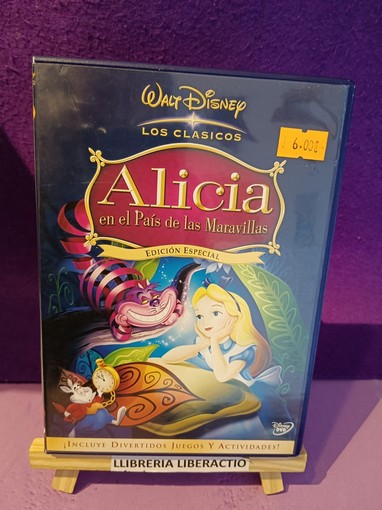 WALT DISNEY
LOS CLASICOS
6.00€
Alicia
en el País de las Maravillas
EDICIÓN ESPECIAL
Disney
DVD
¡INCLUYE DIVERTIDOS JUEGOS Y ACTIVIDADES!
LLIBRERIA LIBERACTIO